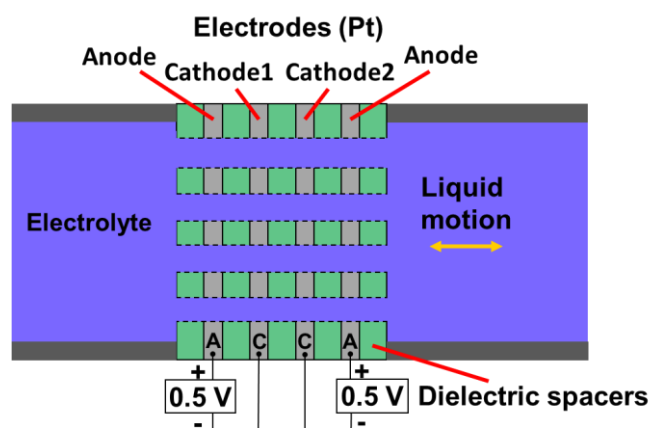 Electrodes (Pt)
Anode
Cathode1
Cathode2
Anode
Electrolyte
Liquid
motion
A
C
C
A
+
0.5 V
-
+
0.5 V
-
Dielectric spacers